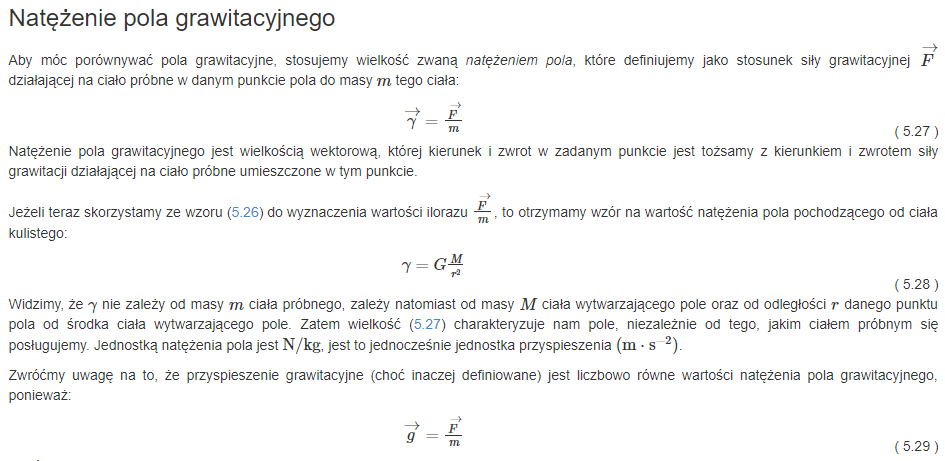 Natężenie pola grawitacyjnego
Aby móc porównywać pola grawitacyjne, stosujemy wielkość zwaną natężeniem pola, które definiujemy jako stosunek siły grawitacyjnej $\overrightarrow{F}$
działającej na ciało próbne w danym punkcie pola do masy $m$ tego ciała:
$\overrightarrow{\gamma} = \frac{\overrightarrow{F}}{m}$ ( 5.27 )
Natężenie pola grawitacyjnego jest wielkością wektorową, której kierunek i zwrot w zadanym punkcie jest tożsamy z kierunkiem i zwrotem siły
grawitacji działającej na ciało próbne umieszczone w tym punkcie.
Jeżeli teraz skorzystamy ze wzoru (5.26) do wyznaczenia wartości ilorazu $\frac{\overrightarrow{F}}{m}$, to otrzymamy wzór na wartość natężenia pola pochodzącego od ciała
kulistego:
$\gamma = G\frac{M}{r^2}$ ( 5.28 )
Widzimy, że $\gamma$ nie zależy od masy $m$ ciała próbnego, zależy natomiast od masy $M$ ciała wytwarzającego pole oraz od odległości $r$ danego punktu
pola od środka ciała wytwarzającego pole. Zatem wielkość (5.27) charakteryzuje nam pole, niezależnie od tego, jakim ciałem próbnym się
posługujemy. Jednostką natężenia pola jest N/kg, jest to jednocześnie jednostka przyspieszenia $(\mathrm{m} \cdot \mathrm{s}^{-2})$.
Zwróćmy uwagę na to, że przyspieszenie grawitacyjne (choć inaczej definiowane) jest liczbowo równe wartości natężenia pola grawitacyjnego,
ponieważ:
$\overrightarrow{g} = \frac{\overrightarrow{F}}{m}$ ( 5.29 )